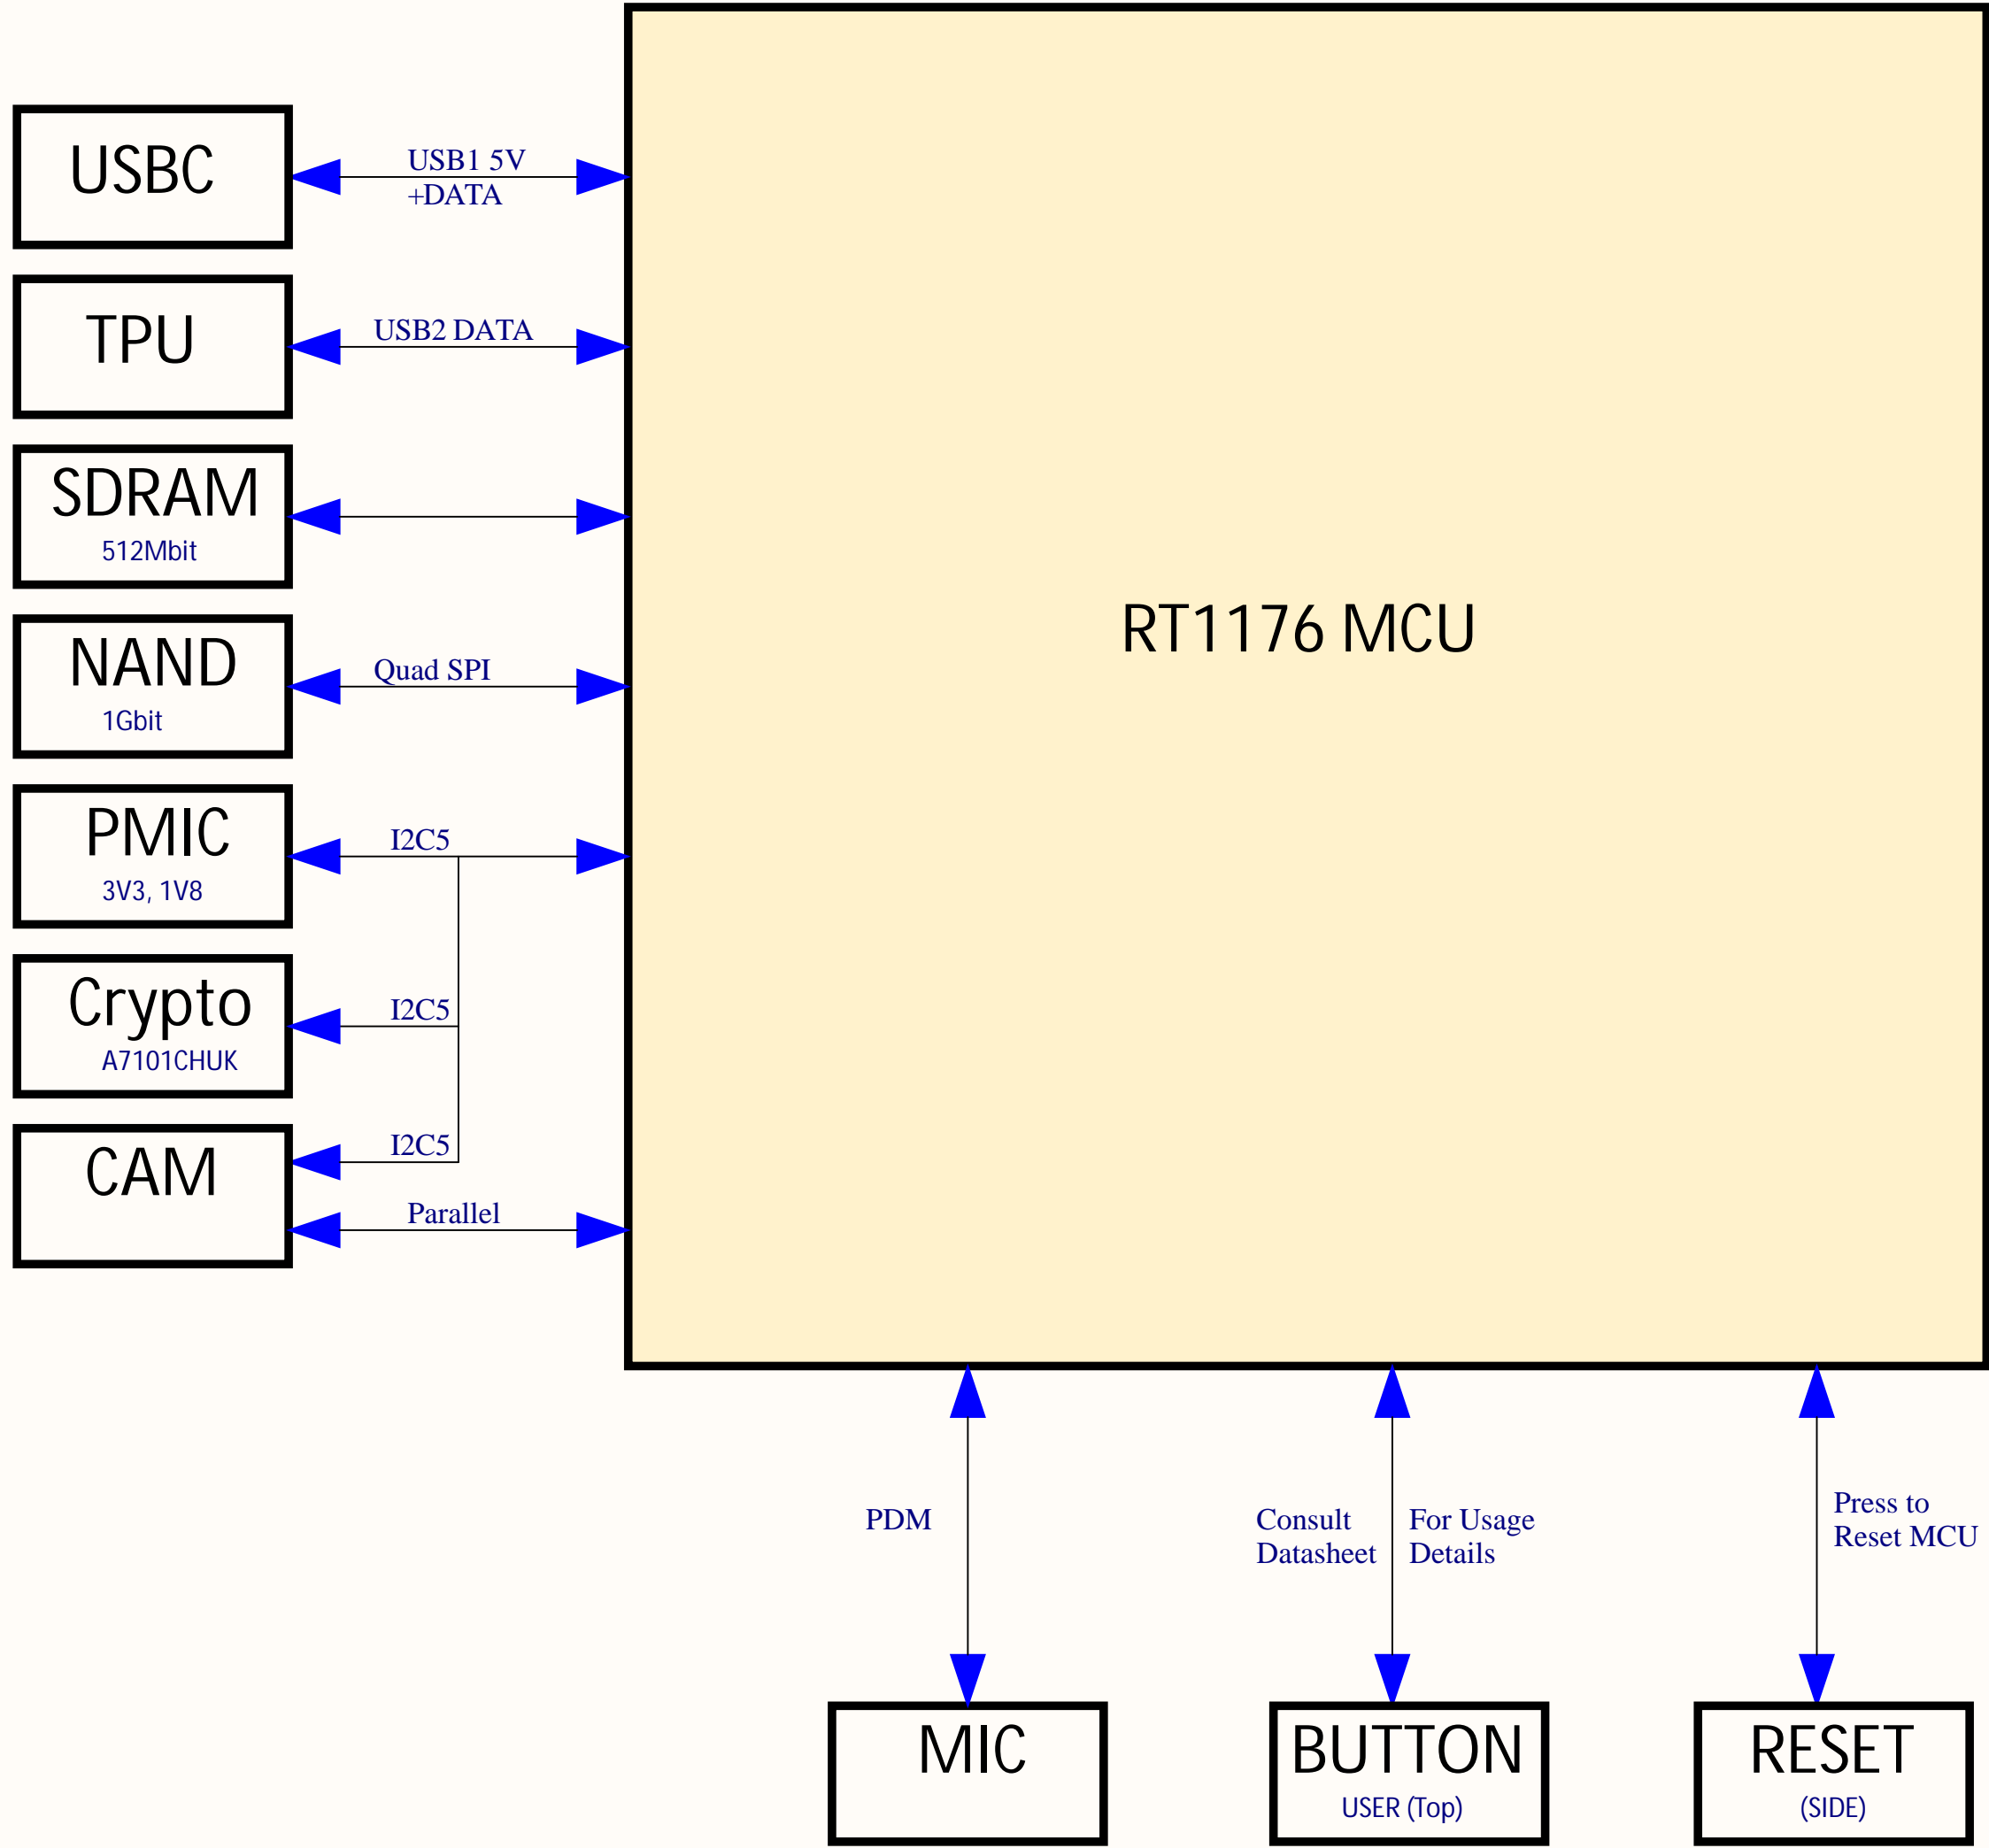 USBC
USB1 5V
+DATA
TPU
USB2 DATA
SDRAM
512Mbit
NAND
1Gbit
Quad SPI
RT1176 MCU
PMIC
3V3, 1V8
I2C5
Crypto
A7101CHUK
I2C5
CAM
I2C5
Parallel
PDM
Consult
Datasheet
For Usage
Details
Press to
Reset MCU
MIC
BUTTON
USER (Top)
RESET
(SIDE)